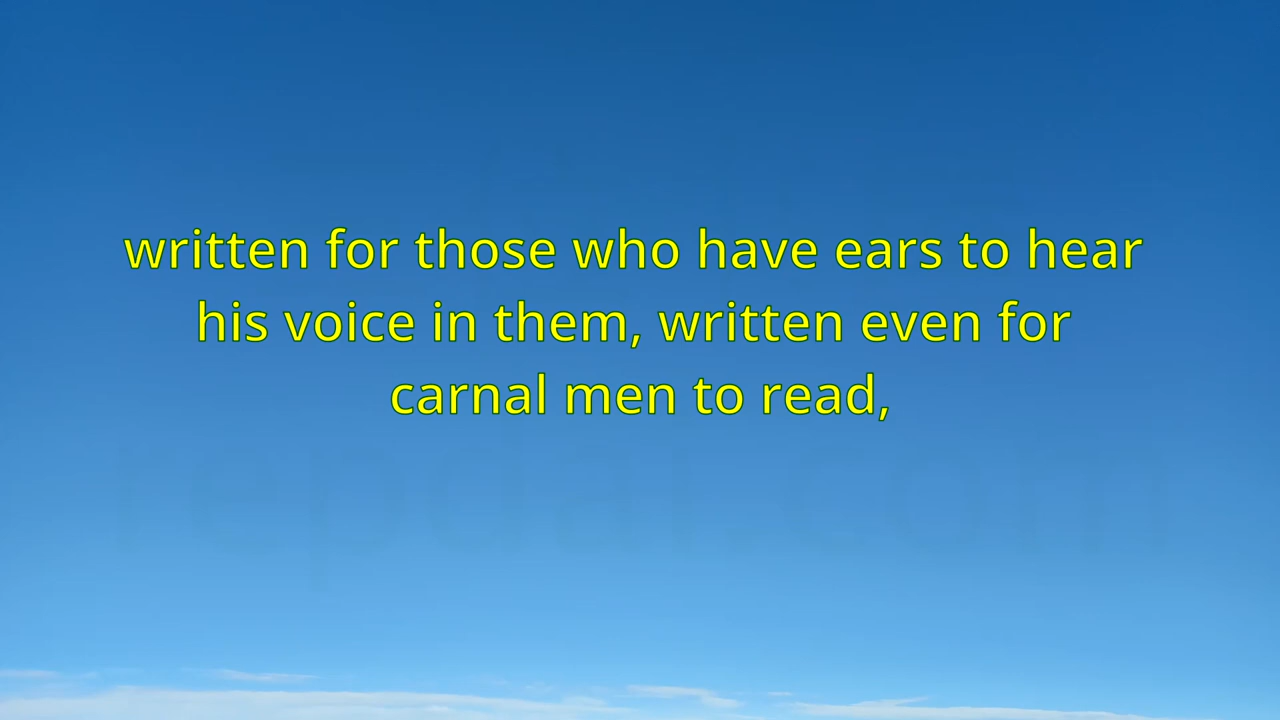 written for those who have ears to hear
his voice in them, written even for
carnal men to read,